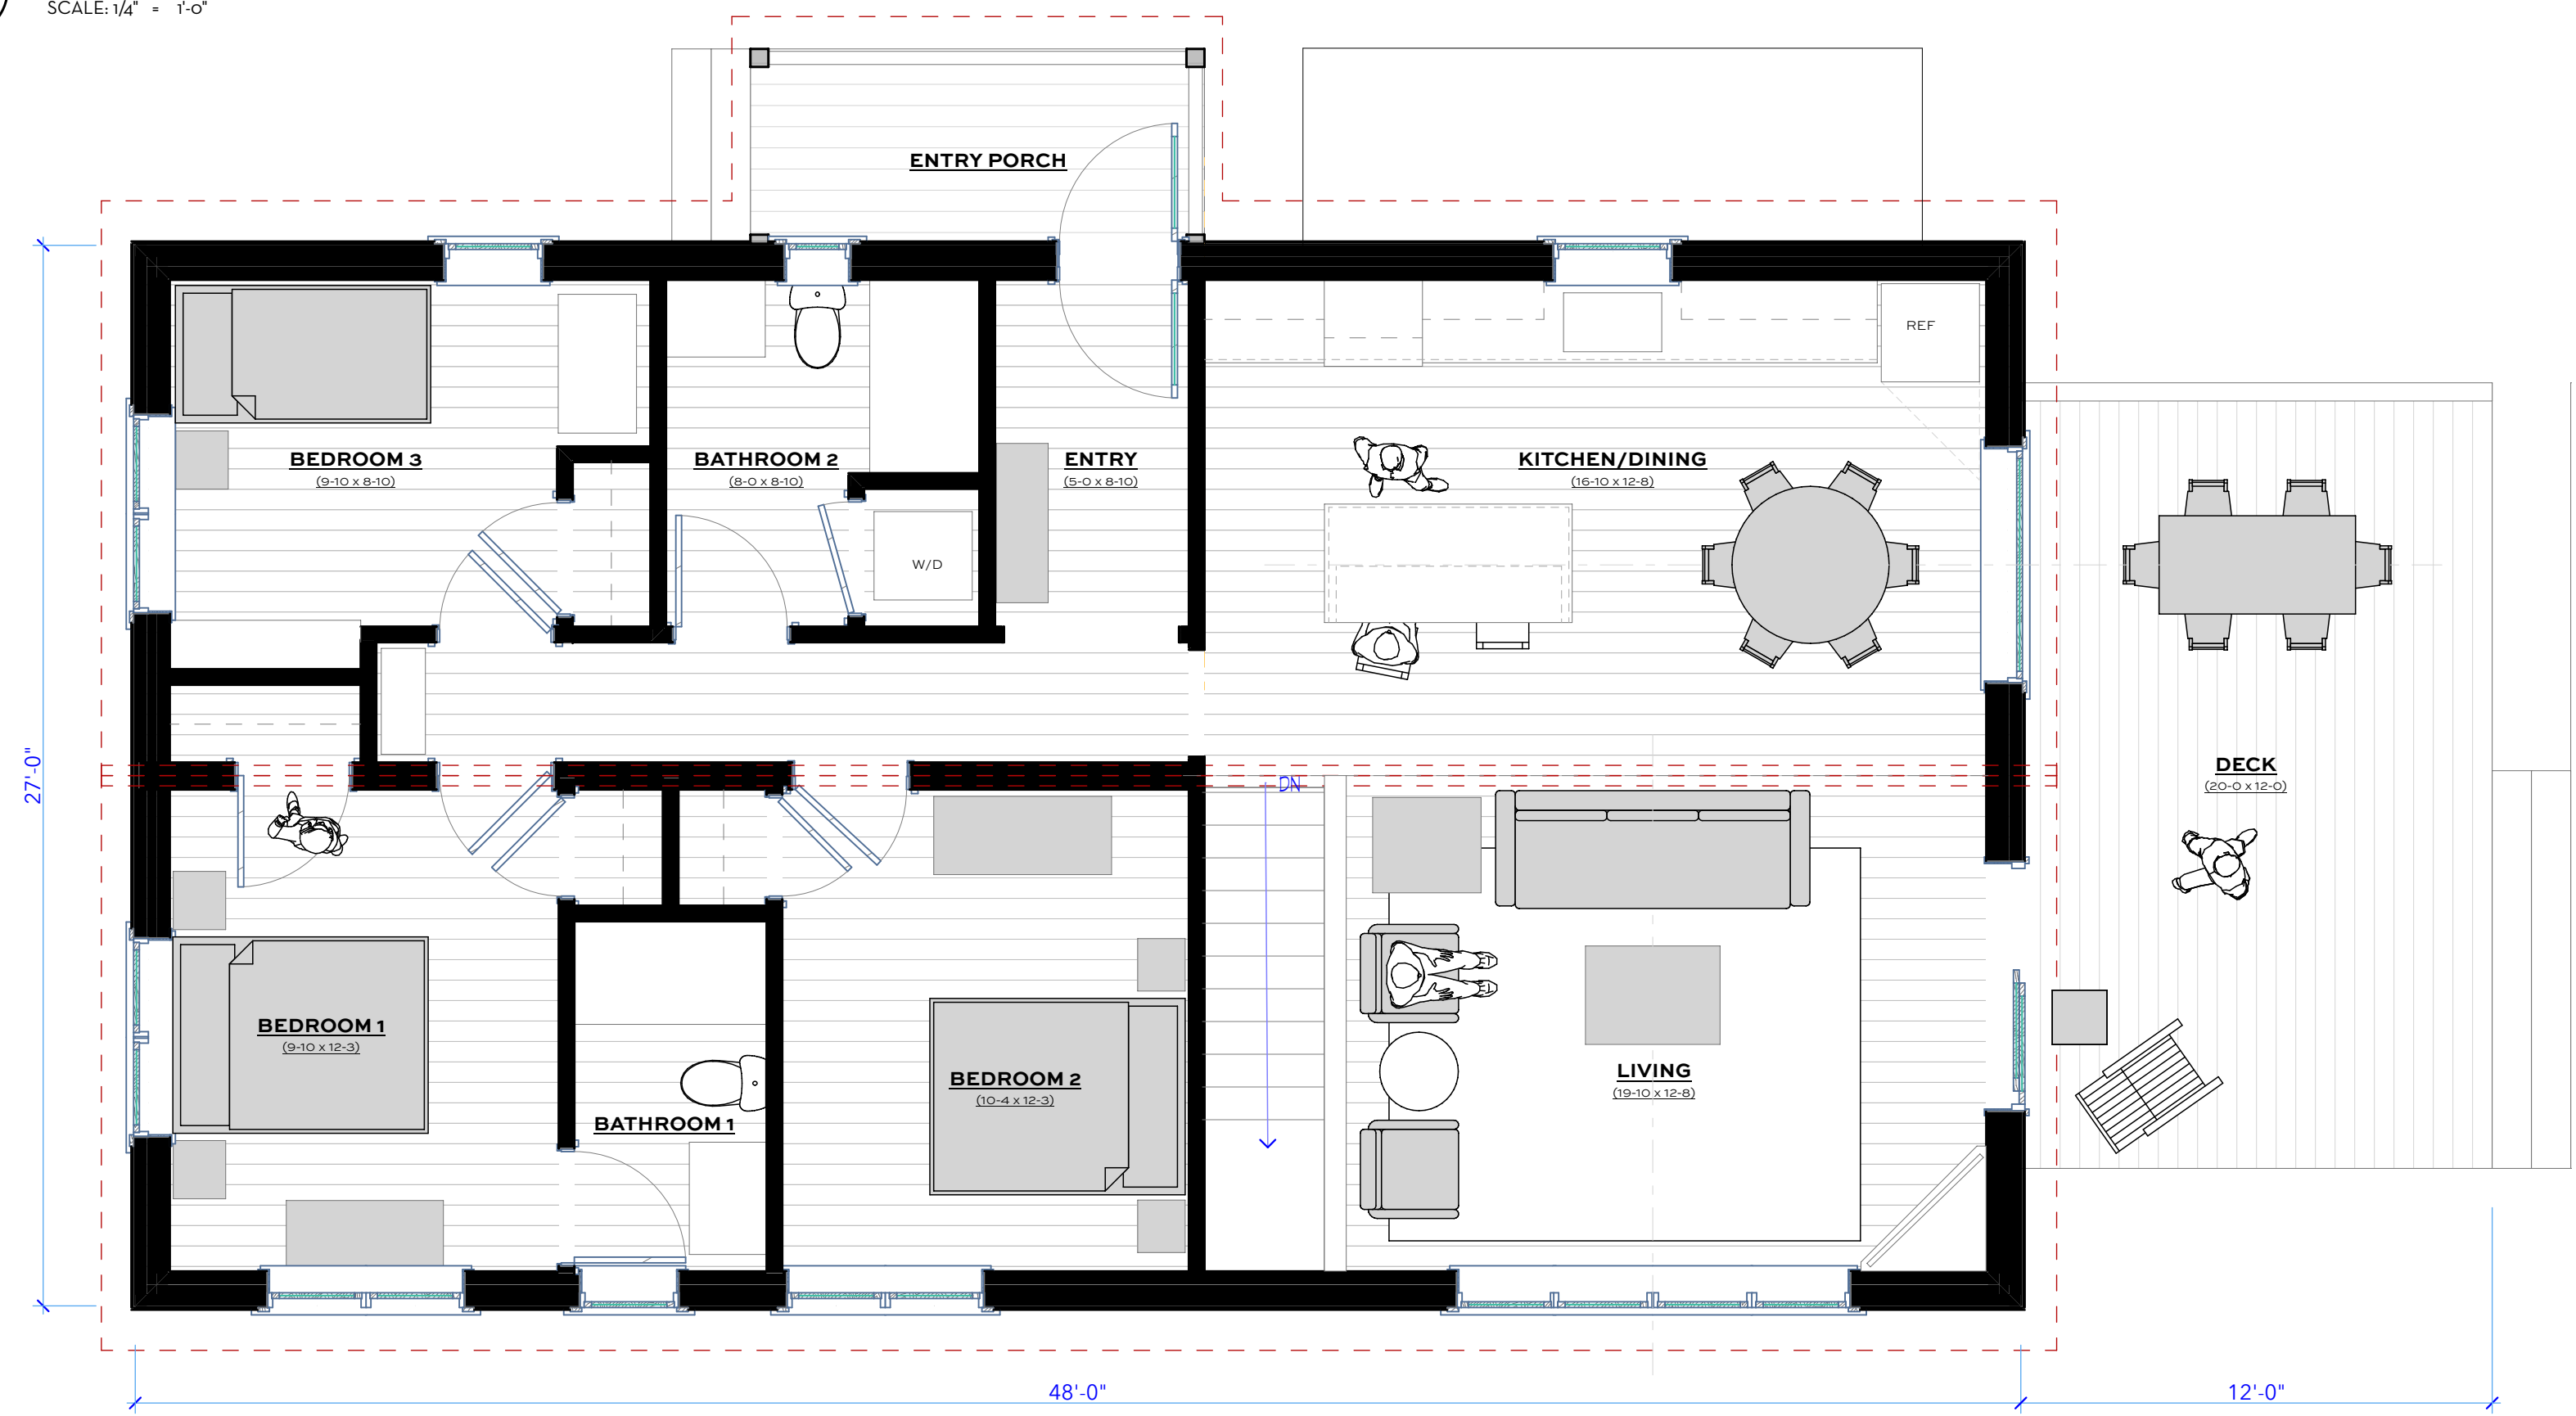 SCALE: 1/4" = 1'-0"
ENTRY PORCH
REF
BEDROOM 3
(9-10 x 8-10)
BATHROOM 2
(8-0 x 8-10)
ENTRY
(5-0 x 8-10)
KITCHEN/DINING
(16-10 x 12-8)
W/D
27'-0"
DN
DECK
(20-0 x 12-0)
BEDROOM 1
(9-10 x 12-3)
BATHROOM 1
BEDROOM 2
(10-4 x 12-3)
LIVING
(19-10 x 12-8)
48'-0"
12'-0"